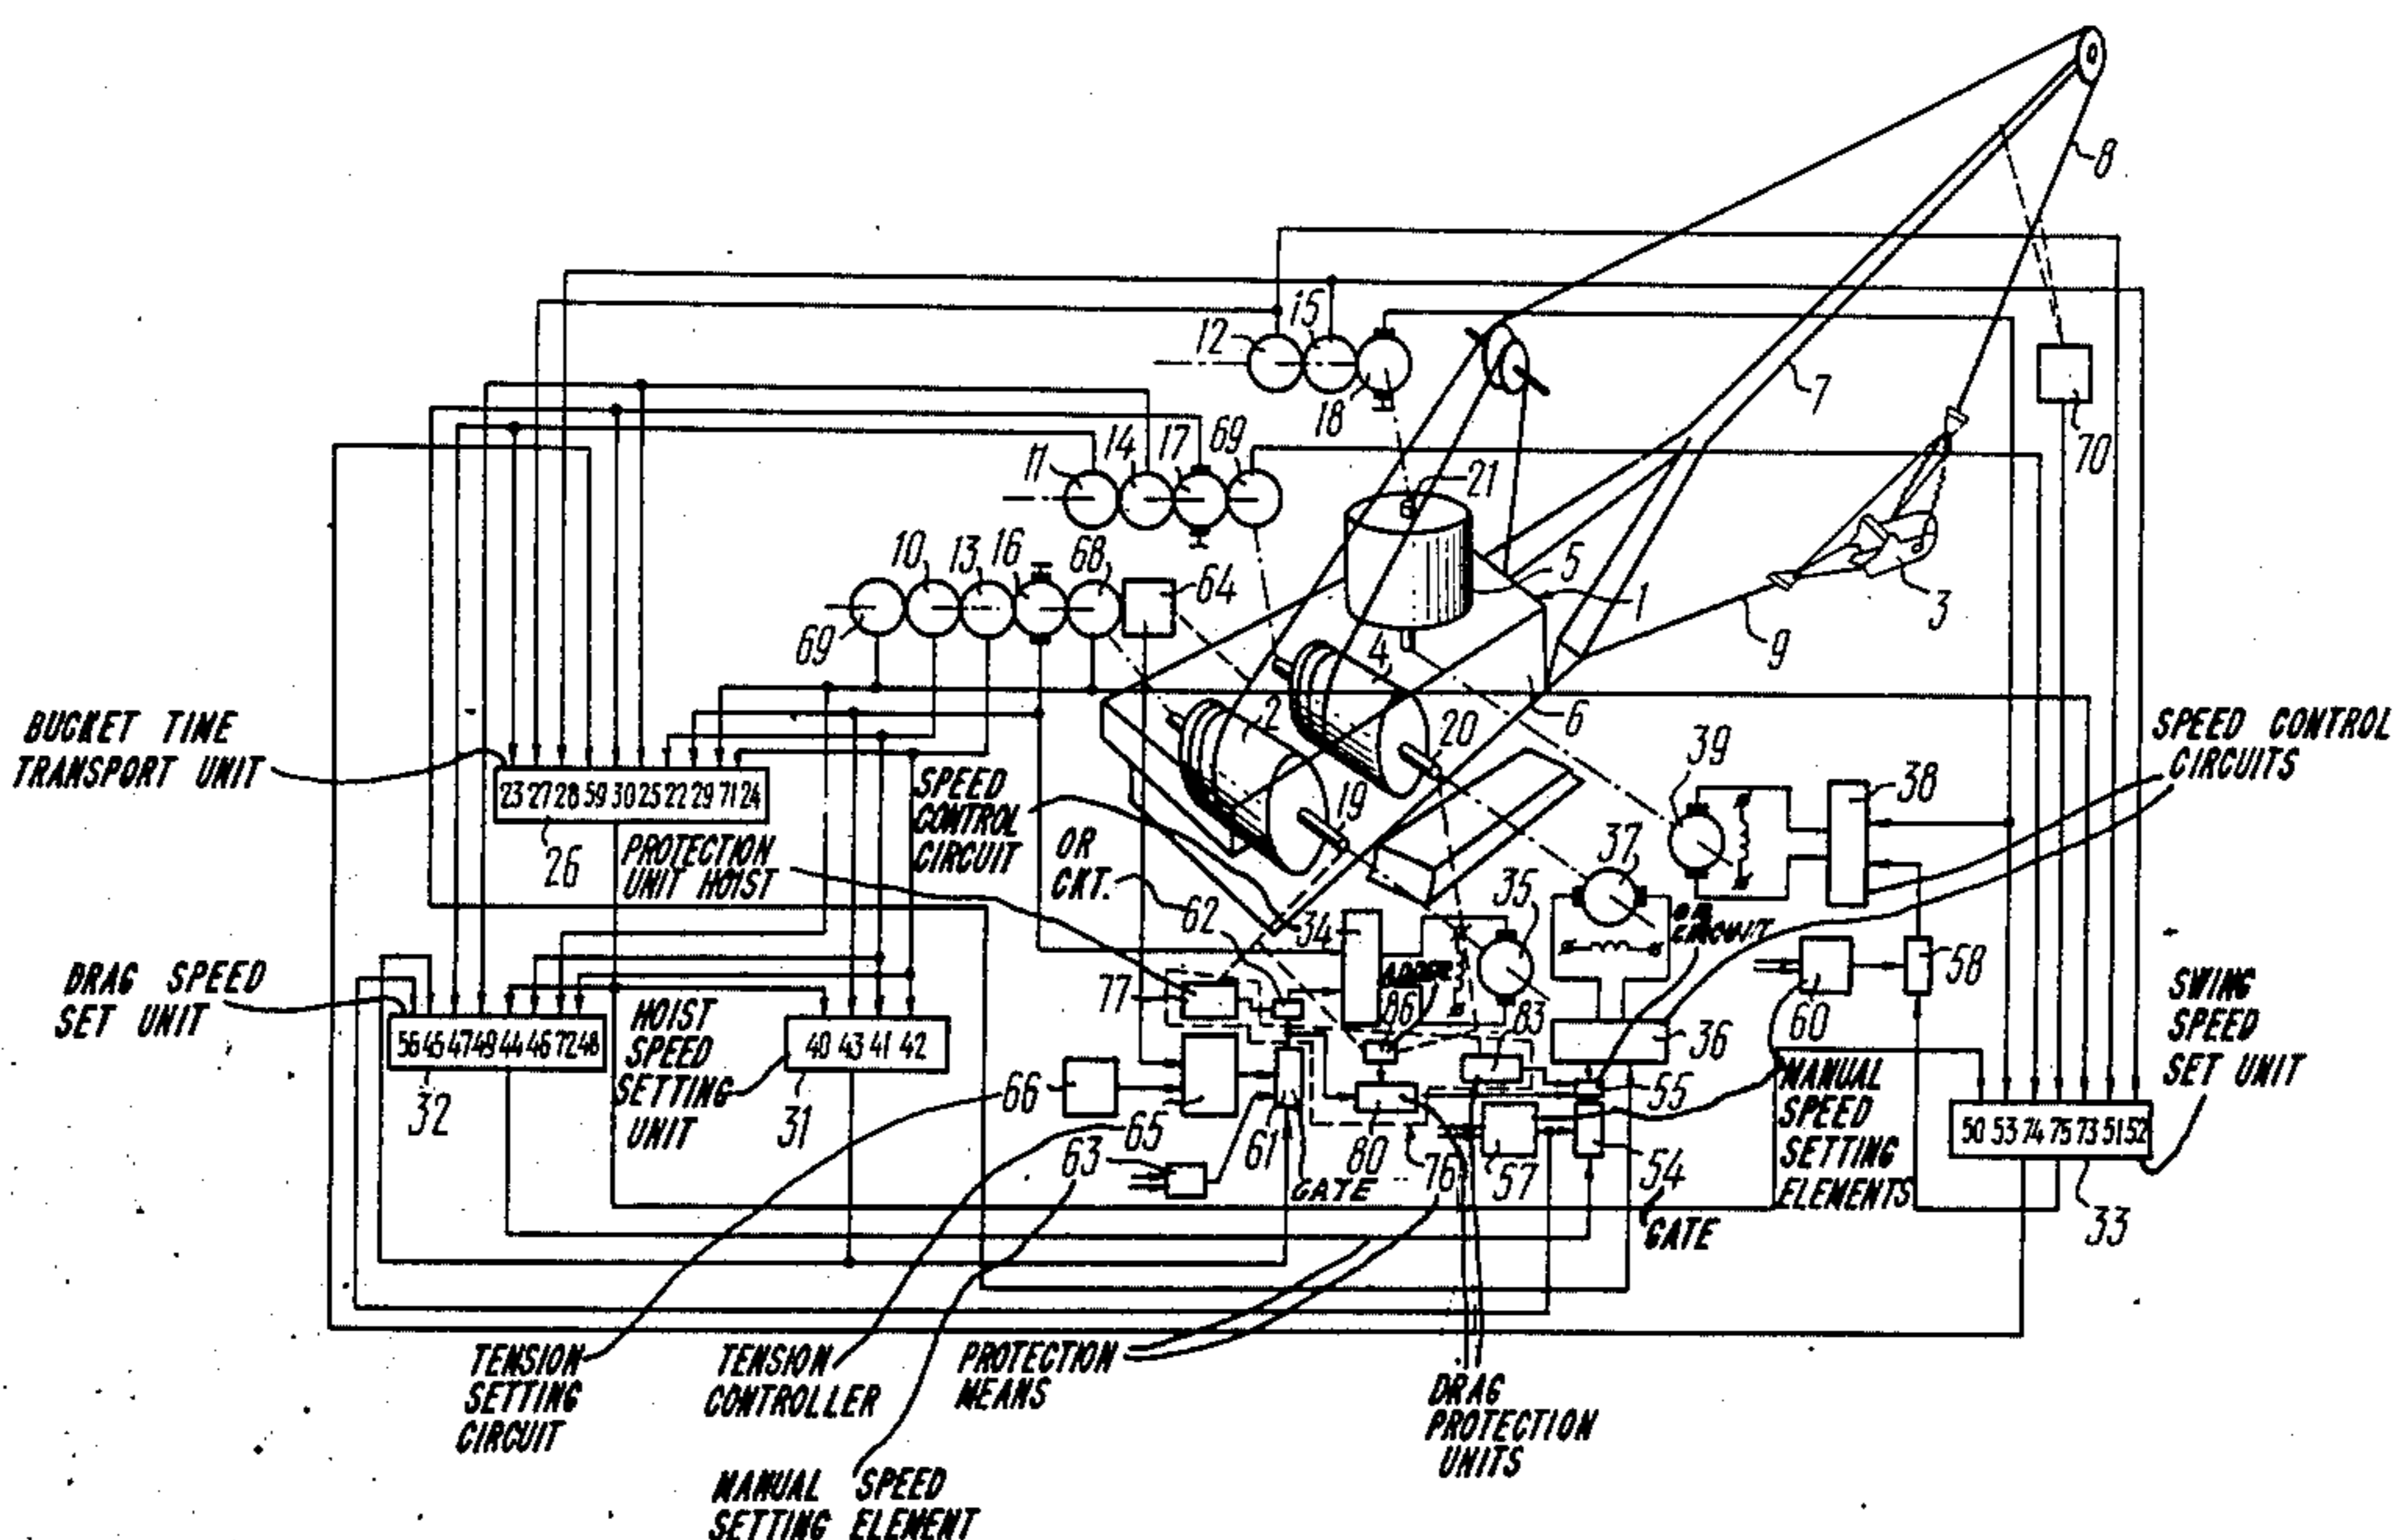 8
12
15
18
7
70
11
14
17
69
21
10
13
16
68
64
5
1
3
9
69
4
2
6
20
19
BUCKET TIME
TRANSPORT UNIT
23 27 28 59 30 25 22 29 71 24
26
SPEED
CONTROL
CIRCUIT
PROTECTION
UNIT HOIST
OR
CKT.
62
34
35
37
39
38
SPEED CONTROL
CIRCUITS
OR
CIRCUIT
58
60
DRAG SPEED
SET UNIT
56 45 47 49 44 46 72 48
32
HOIST
SPEED
SETTING
UNIT
40 43 41 42
31
77
ADDER
86
83
36
55
SWING
SPEED
SET UNIT
MANUAL
SPEED
SETTING
ELEMENTS
50 53 74 75 73 51 52
33
66
65
63
61
GATE
80
76
57
54
GATE
TENSION
SETTING
CIRCUIT
TENSION
CONTROLLER
PROTECTION
MEANS
DRAG
PROTECTION
UNITS
MANUAL SPEED
SETTING ELEMENT